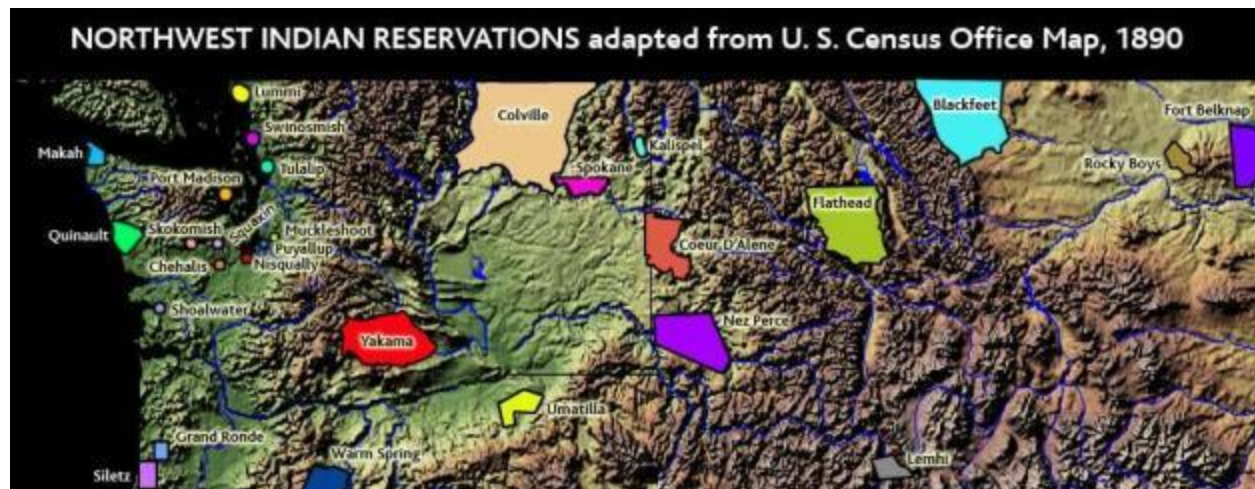 NORTHWEST INDIAN RESERVATIONS adapted from U. S. Census Office Map, 1890
Lummi
Colville
Blackfeet
Fort Belknap
Swinosmish
Makah
Tulalip
Kalispel
Spokane
Rocky Boys
Port Madison
Flathead
Squaxin
Quinault
Skokomish
Muckleshoot
Puyallup
Coeur D'Alene
Chehalis
Nisqually
Shoalwater
Nez Perce
Yakama
Umatilla
Grand Ronde
Warm Spring
Lemhi
Siletz